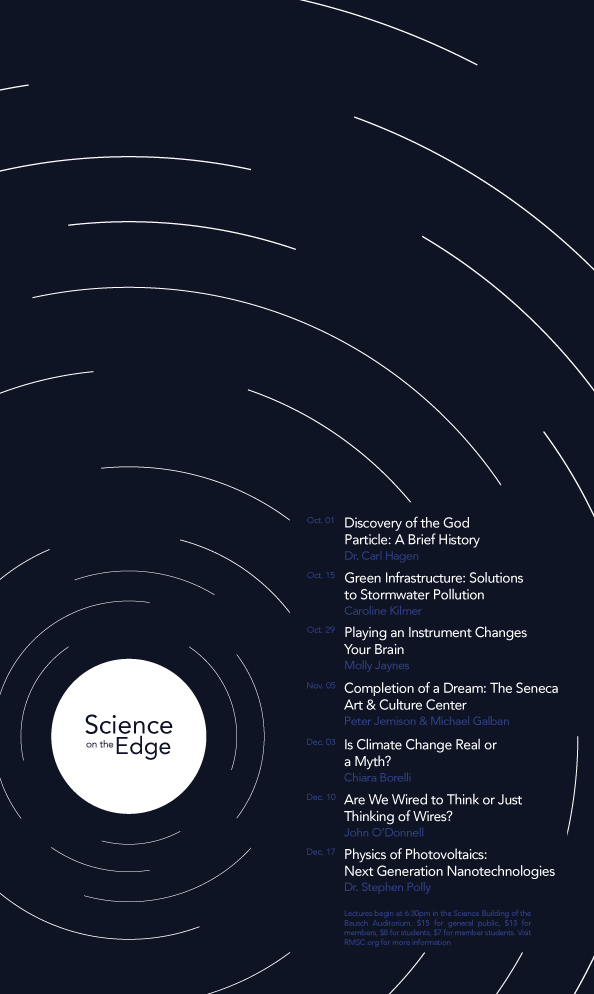 Science
on the Edge
Oct. 01
Discovery of the God
Particle: A Brief History
Dr. Carl Hagen
Oct. 15
Green Infrastructure: Solutions
to Stormwater Pollution
Caroline Kilmer
Oct. 29
Playing an Instrument Changes
Your Brain
Molly Jaynes
Nov. 05
Completion of a Dream: The Seneca
Art & Culture Center
Peter Jemison & Michael Galban
Dec. 03
Is Climate Change Real or
a Myth?
Chiara Borelli
Dec. 10
Are We Wired to Think or Just
Thinking of Wires?
John O'Donnell
Dec. 17
Physics of Photovoltaics:
Next Generation Nanotechnologies
Dr. Stephen Polly
Lectures begin at 6:30pm in the Science Building of the
Bausch Auditorium. $15 for general public, $13 for
members, $8 for students, $7 for member students. Visit
RMSC.org for more information